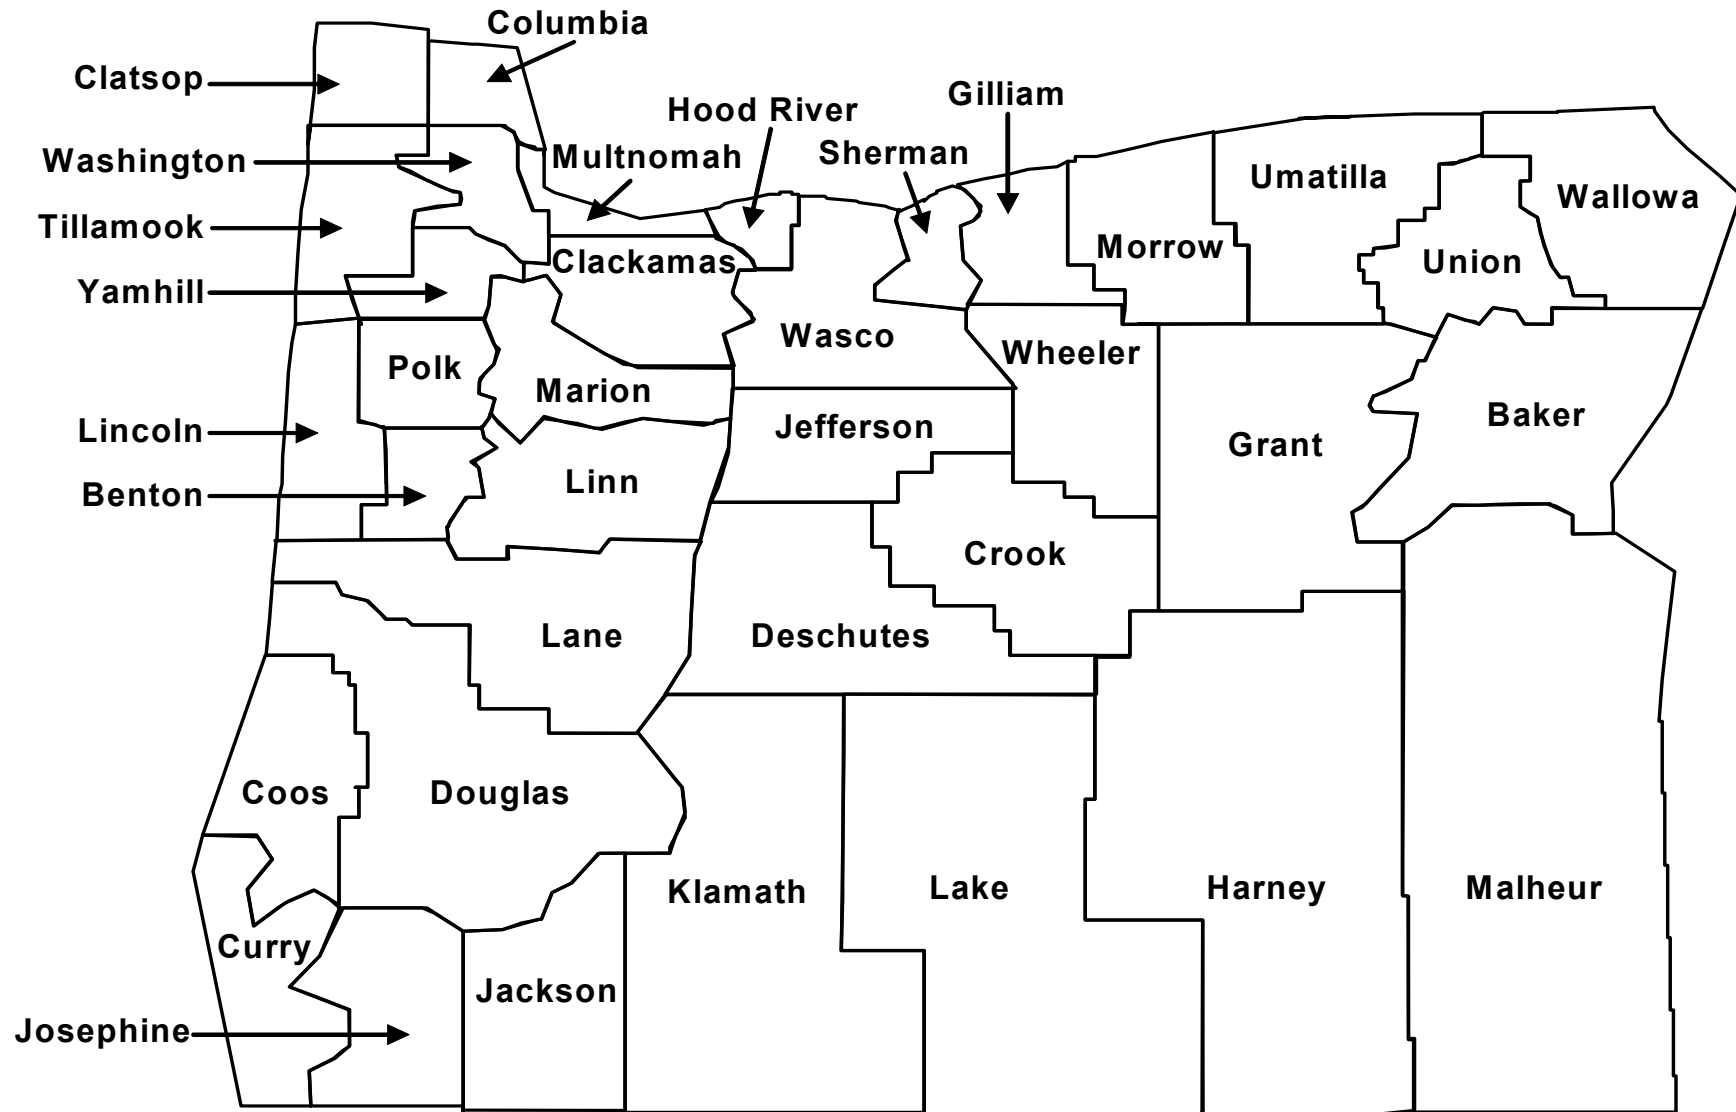 Columbia
Clatsop
Gilliam
Hood River
Washington
Multnomah
Sherman
Umatilla
Wallowa
Tillamook
Clackamas
Morrow
Union
Yamhill
Wasco
Wheeler
Polk
Marion
Lincoln
Jefferson
Grant
Baker
Benton
Linn
Crook
Lane
Deschutes
Coos
Douglas
Klamath
Lake
Harney
Malheur
Curry
Jackson
Josephine